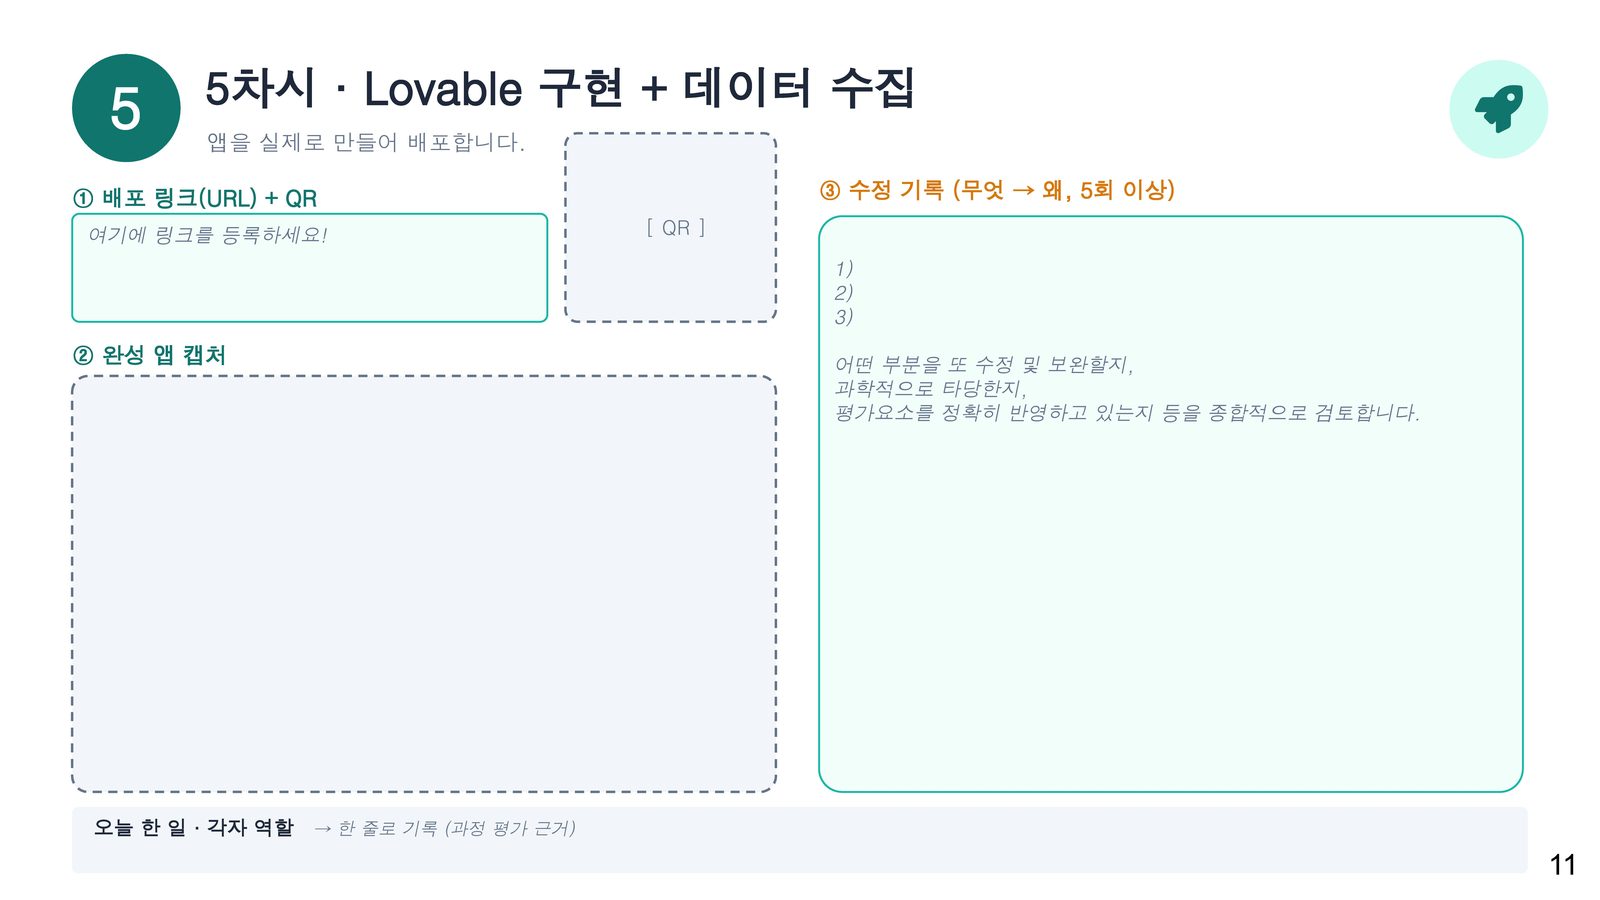 5
5차시 · Lovable 구현 + 데이터 수집
앱을 실제로 만들어 배포합니다.
① 배포 링크(URL) + QR
여기에 링크를 등록하세요!
[ QR ]
② 완성 앱 캡처
③ 수정 기록 (무엇 → 왜, 5회 이상)
1)
2)
3)
어떤 부분을 또 수정 및 보완할지,
과학적으로 타당한지,
평가요소를 정확히 반영하고 있는지 등을 종합적으로 검토합니다.
오늘 한 일 · 각자 역할 → 한 줄로 기록 (과정 평가 근거)
11